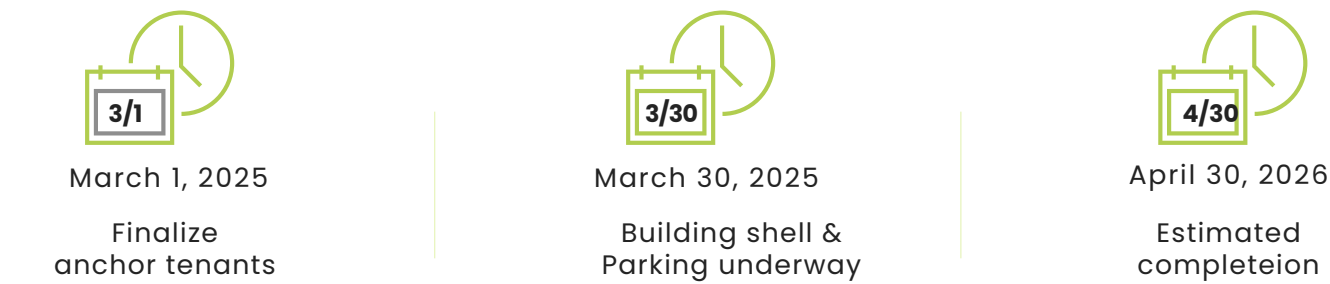 3/1
March 1, 2025
Finalize
anchor tenants
3/30
March 30, 2025
Building shell &
Parking underway
4/30
April 30, 2026
Estimated
completeion